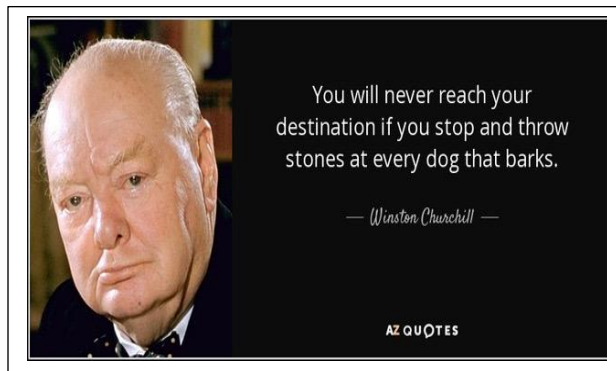 You will never reach your
destination if you stop and throw
stones at every dog that barks.
— Winston Churchill —
AZ QUOTES